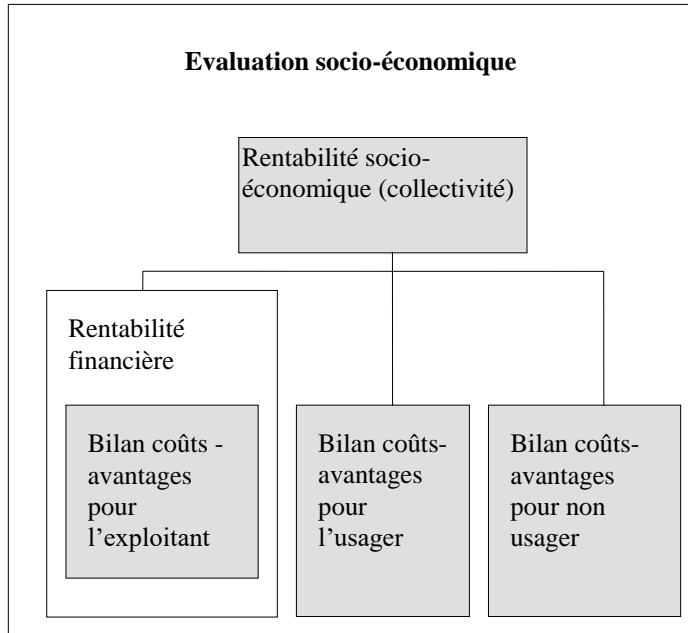 Evaluation socio-économique
Rentabilité socio-
économique (collectivité)
Rentabilité
financière
Bilan coûts -
avantages
pour
l’exploitant
Bilan coûts-
avantages
pour
l’usager
Bilan coûts-
avantages
pour non
usager